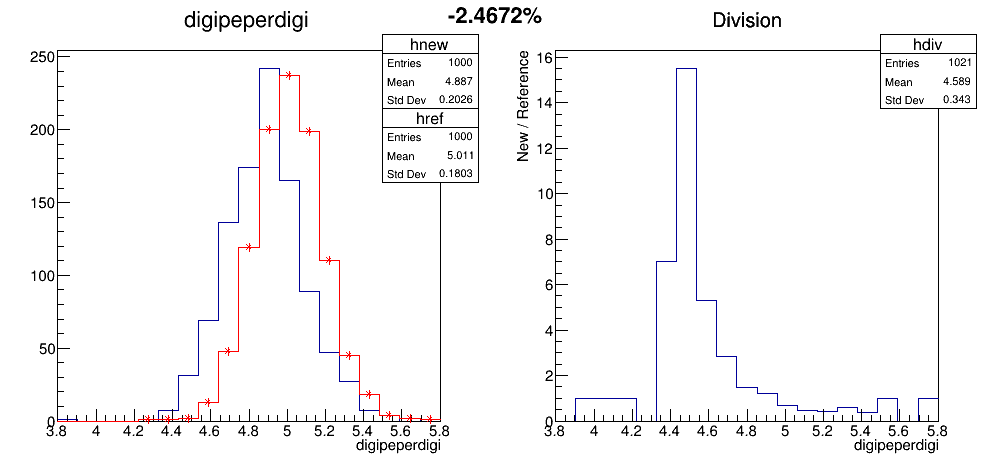 -2.4672%
digipeperdigi
hnew
Entries 1000
Mean 4.887
Std Dev 0.2026
href
Entries 1000
Mean 5.011
Std Dev 0.1803
250
200
150
100
50
0
3.8 4 4.2 4.4 4.6 4.8 5 5.2 5.4 5.6 5.8
digipeperdigi
Division
hdiv
Entries 1021
Mean 4.589
Std Dev 0.343
New / Reference
16
14
12
10
8
6
4
2
0
3.8 4 4.2 4.4 4.6 4.8 5 5.2 5.4 5.6 5.8
digipeperdigi